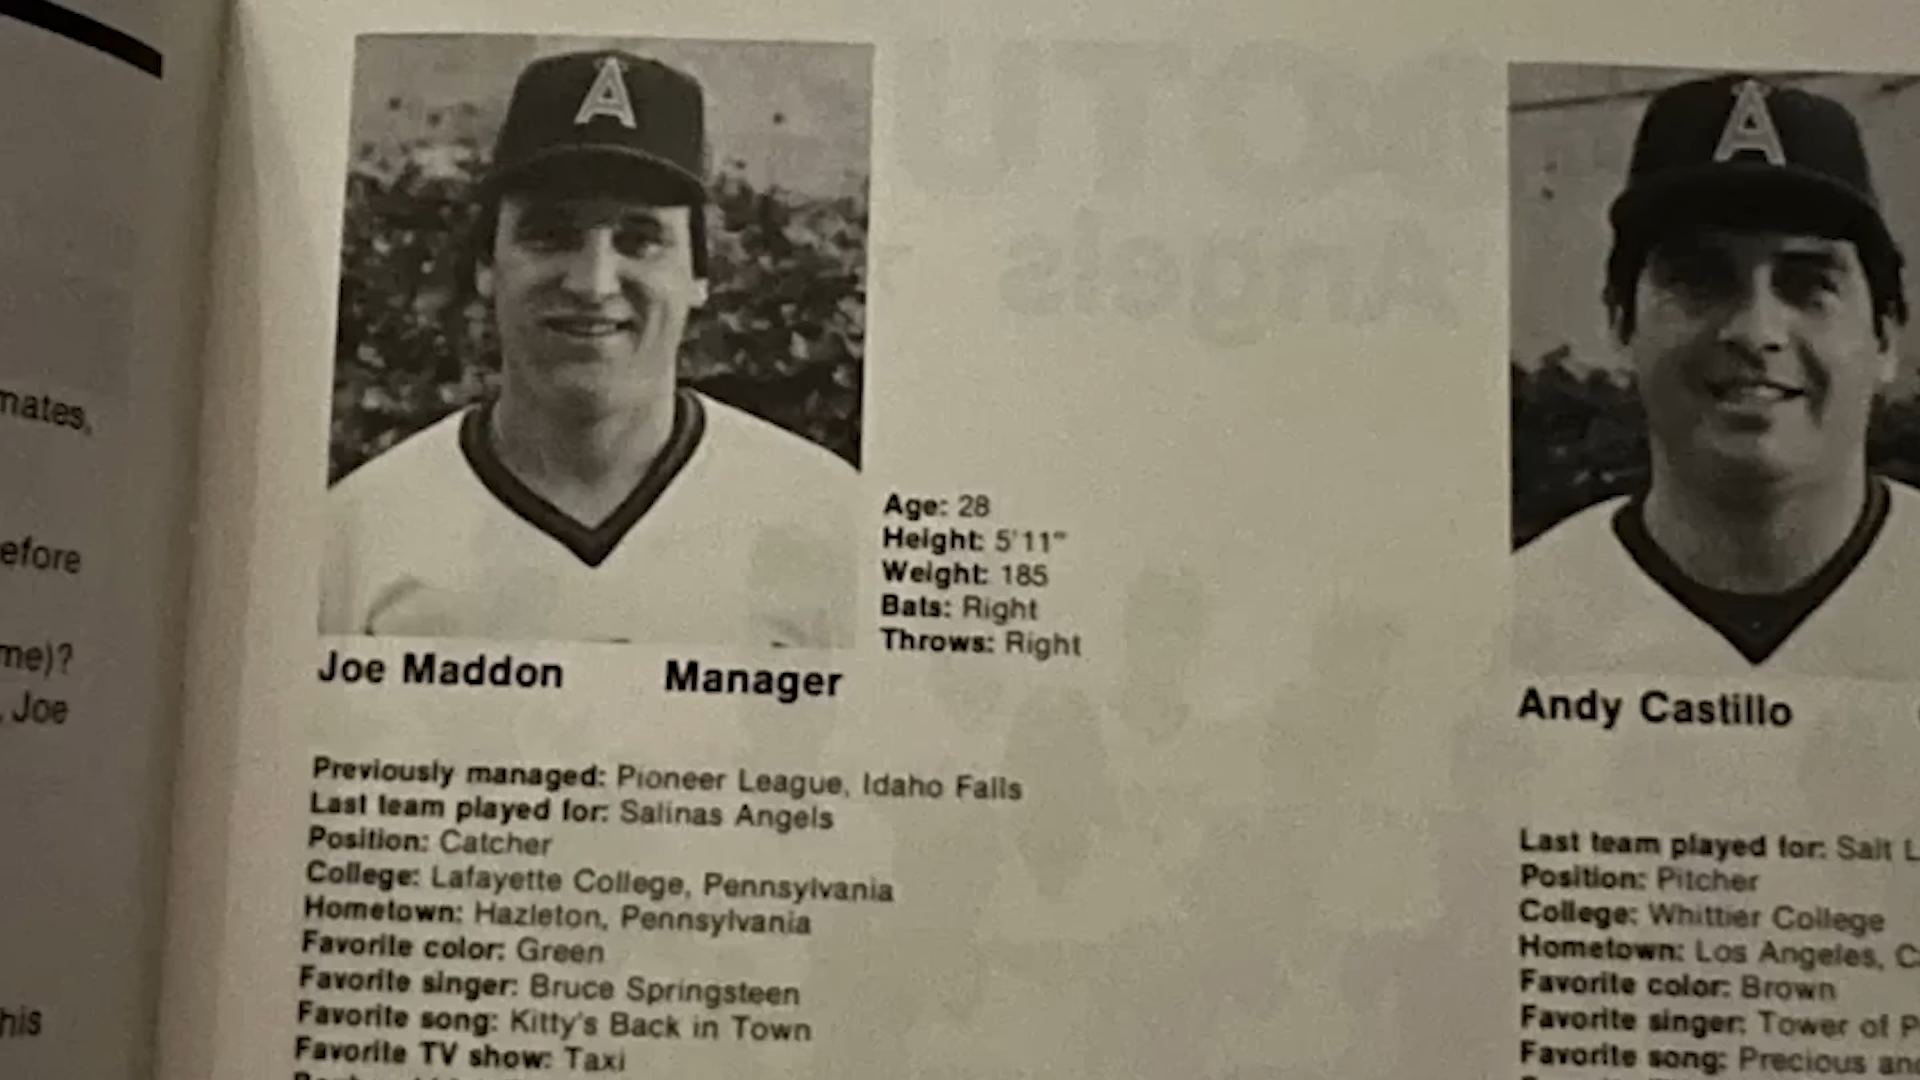 mates,
efore
me)?
, Joe
his
A
Age: 28
Height: 5'11"
Weight: 185
Bats: Right
Throws: Right
Joe Maddon Manager
Previously managed: Pioneer League, Idaho Falls
Last team played for: Salinas Angels
Position: Catcher
College: Lafayette College, Pennsylvania
Hometown: Hazleton, Pennsylvania
Favorite color: Green
Favorite singer: Bruce Springsteen
Favorite song: Kitty's Back in Town
Favorite TV show: Taxi
Angels
A
Andy Castillo
Last team played for: Salt L
Position: Pitcher
College: Whittier College
Hometown: Los Angeles, C
Favorite color: Brown
Favorite singer: Tower of P
Favorite song: Precious and